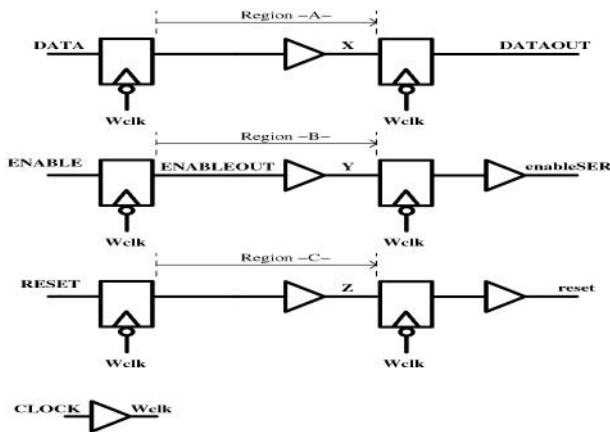 Region -A-
DATA X DATAOUT
Wclk Wclk
Region -B-
ENABLE ENABLEOUT Y enableSER
Wclk Wclk
Region -C-
RESET Z reset
Wclk Wclk
CLOCK Wclk